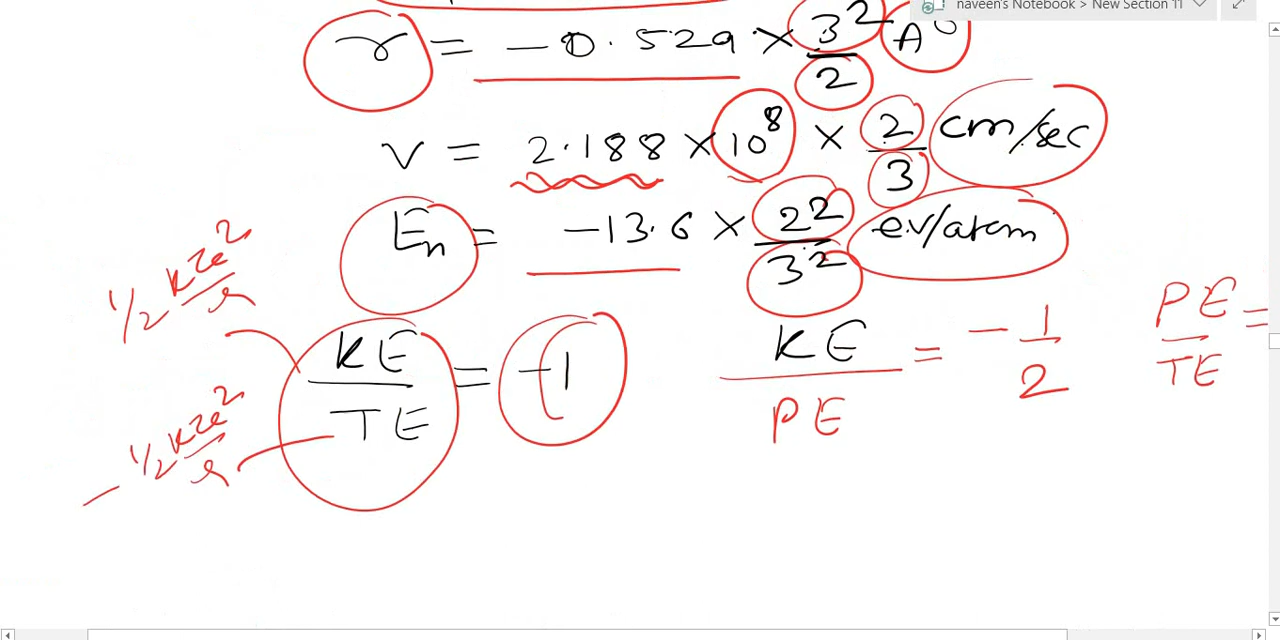 naveen's Notebook > New Section 11
r = -0.529 × 3²/2 A°
v = 2.188 × 10⁸ × 2/3 cm/sec
En = -13.6 × 2²/3² ev/atom
1/2 kze²/r
KE/TE = -1
KE/PE = -1/2
PE/TE =
-1/2 kze²/r